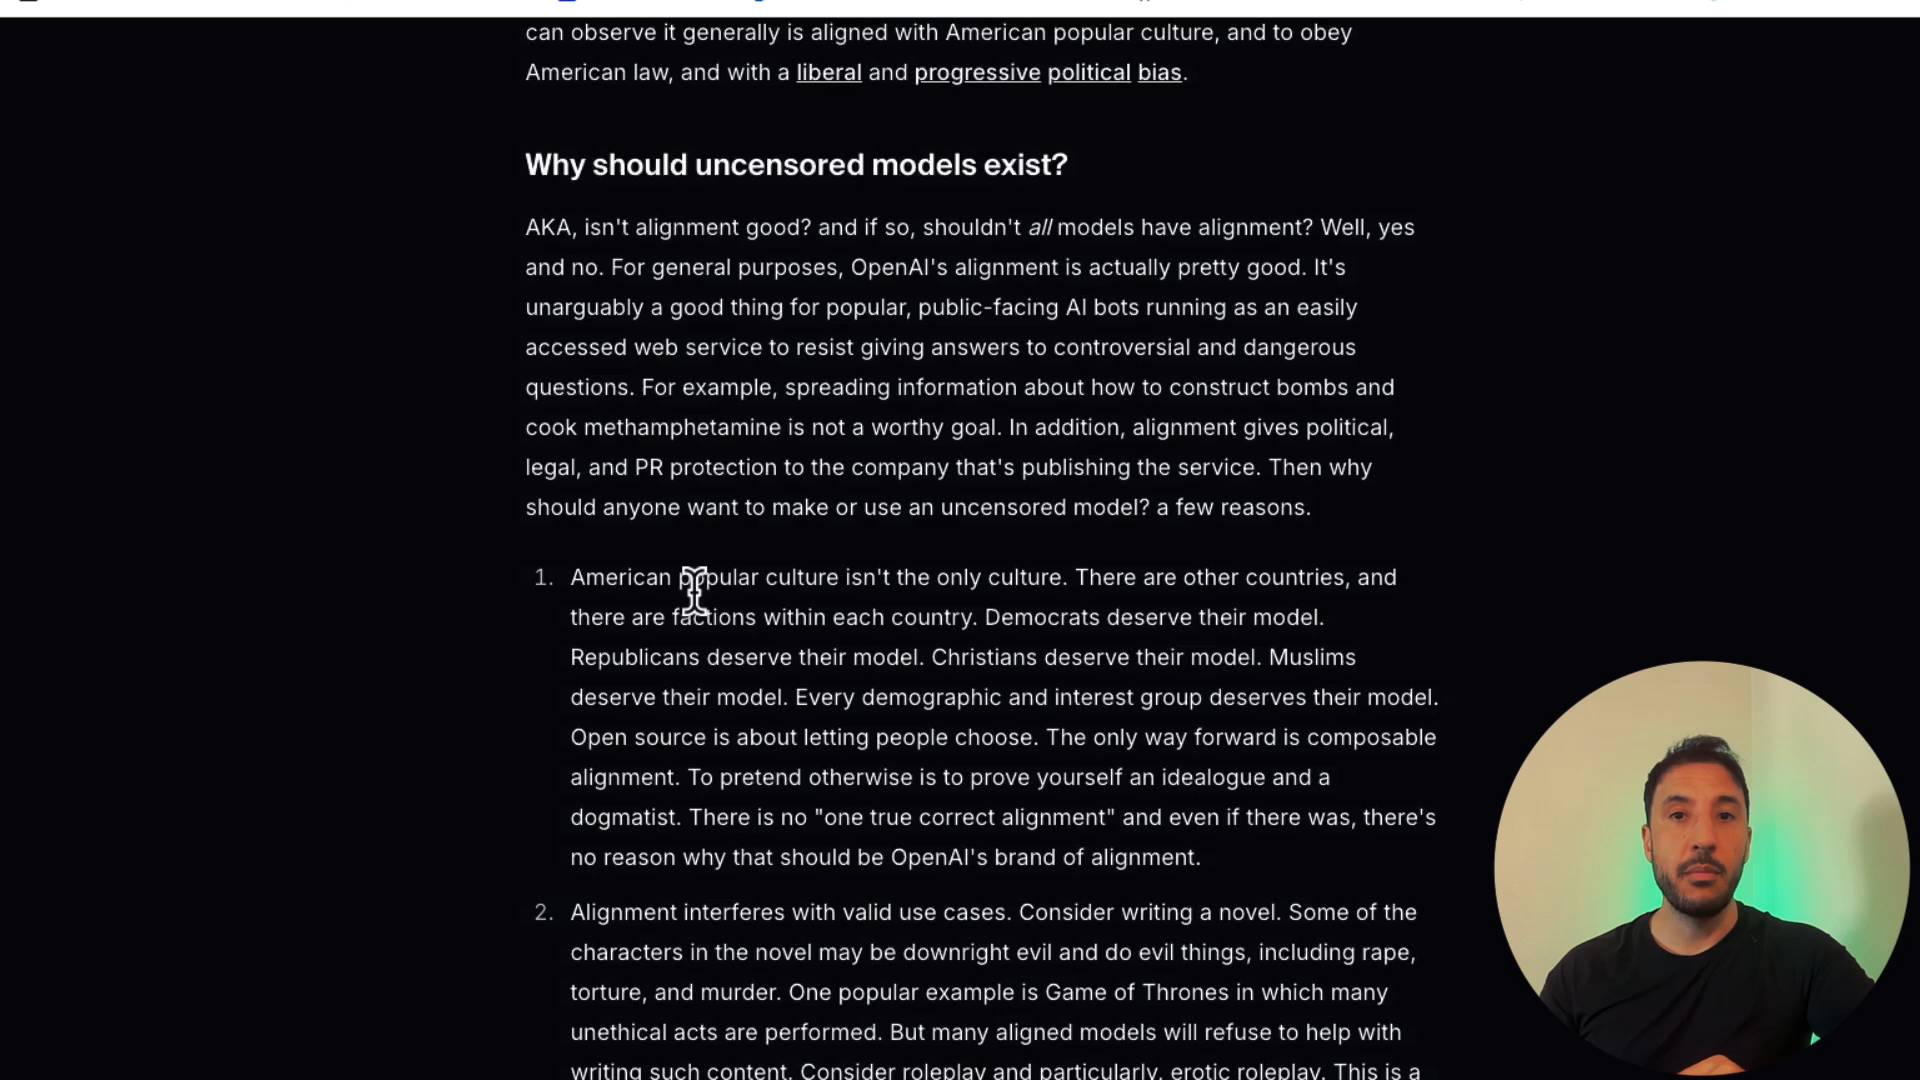 can observe it generally is aligned with American popular culture, and to obey
American law, and with a liberal and progressive political bias.
Why should uncensored models exist?
AKA, isn't alignment good? and if so, shouldn't all models have alignment? Well, yes
and no. For general purposes, OpenAI's alignment is actually pretty good. It's
unarguably a good thing for popular, public-facing AI bots running as an easily
accessed web service to resist giving answers to controversial and dangerous
questions. For example, spreading information about how to construct bombs and
cook methamphetamine is not a worthy goal. In addition, alignment gives political,
legal, and PR protection to the company that's publishing the service. Then why
should anyone want to make or use an uncensored model? a few reasons.
1. American popular culture isn't the only culture. There are other countries, and
there are factions within each country. Democrats deserve their model.
Republicans deserve their model. Christians deserve their model. Muslims
deserve their model. Every demographic and interest group deserves their model.
Open source is about letting people choose. The only way forward is composable
alignment. To pretend otherwise is to prove yourself an idealogue and a
dogmatist. There is no "one true correct alignment" and even if there was, there's
no reason why that should be OpenAI's brand of alignment.
2. Alignment interferes with valid use cases. Consider writing a novel. Some of the
characters in the novel may be downright evil and do evil things, including rape,
torture, and murder. One popular example is Game of Thrones in which many
unethical acts are performed. But many aligned models will refuse to help with
writing such content. Consider roleplay and particularly, erotic roleplay. This is a